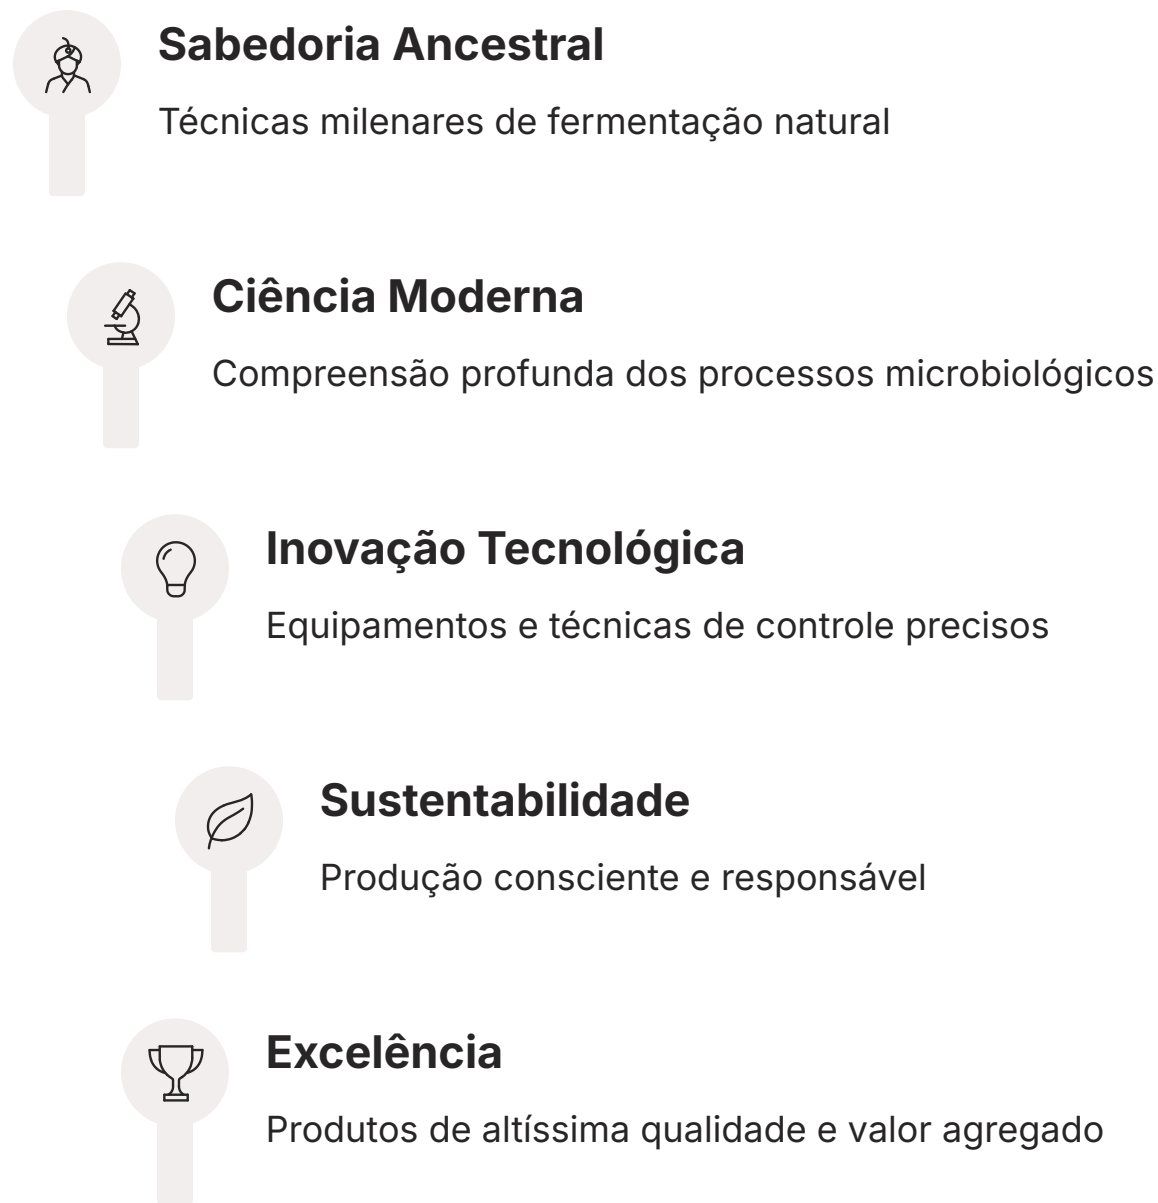 Sabedoria Ancestral
Técnicas milenares de fermentação natural
Ciência Moderna
Compreensão profunda dos processos microbiológicos
Inovação Tecnológica
Equipamentos e técnicas de controle precisos
Sustentabilidade
Produção consciente e responsável
Excelência
Produtos de altíssima qualidade e valor agregado